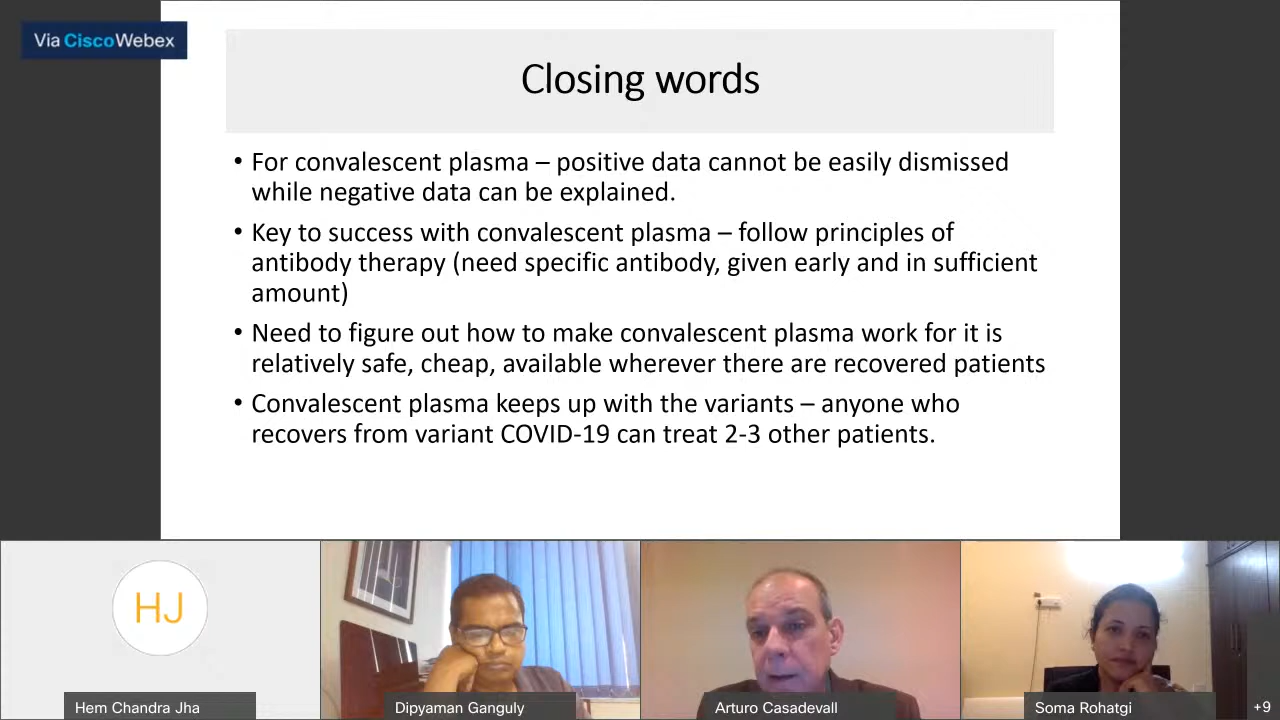 Via CiscoWebex
Closing words
• For convalescent plasma – positive data cannot be easily dismissed
while negative data can be explained.
• Key to success with convalescent plasma – follow principles of
antibody therapy (need specific antibody, given early and in sufficient
amount)
• Need to figure out how to make convalescent plasma work for it is
relatively safe, cheap, available wherever there are recovered patients
• Convalescent plasma keeps up with the variants – anyone who
recovers from variant COVID-19 can treat 2-3 other patients.
HJ
Hem Chandra Jha
Dipyaman Ganguly
Arturo Casadevall
Soma Rohatgi
+9